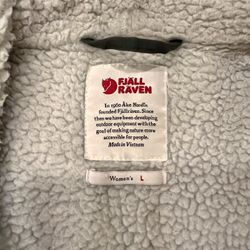 FJÄLL
RÄVEN
In 1960 Åke Nordin
founded Fjällräven. Since
then we have been developing
outdoor equipment with the
goal of making nature more
accessible for people.
Made in Vietnam
Women's L